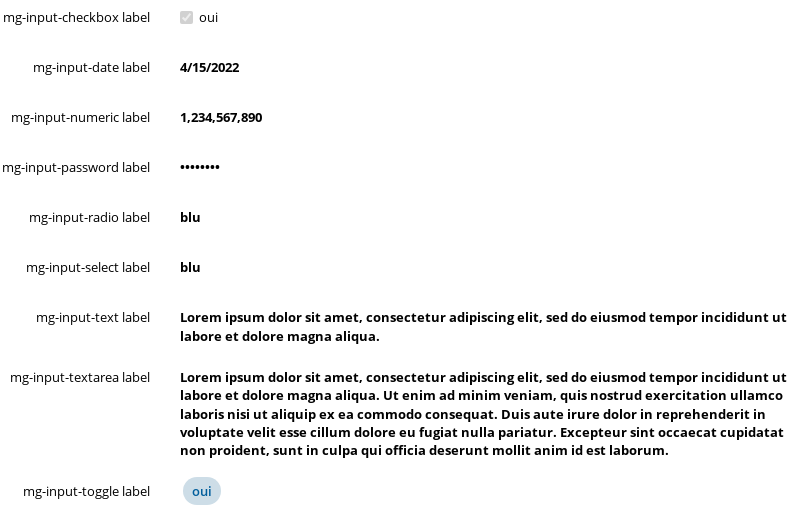 mg-input-checkbox label oui
mg-input-date label 4/15/2022
mg-input-numeric label 1,234,567,890
mg-input-password label ••••••••
mg-input-radio label blu
mg-input-select label blu
mg-input-text label Lorem ipsum dolor sit amet, consectetur adipiscing elit, sed do eiusmod tempor incididunt ut
labore et dolore magna aliqua.
mg-input-textarea label Lorem ipsum dolor sit amet, consectetur adipiscing elit, sed do eiusmod tempor incididunt ut
labore et dolore magna aliqua. Ut enim ad minim veniam, quis nostrud exercitation ullamco
laboris nisi ut aliquip ex ea commodo consequat. Duis aute irure dolor in reprehenderit in
voluptate velit esse cillum dolore eu fugiat nulla pariatur. Excepteur sint occaecat cupidatat
non proident, sunt in culpa qui officia deserunt mollit anim id est laborum.
mg-input-toggle label oui